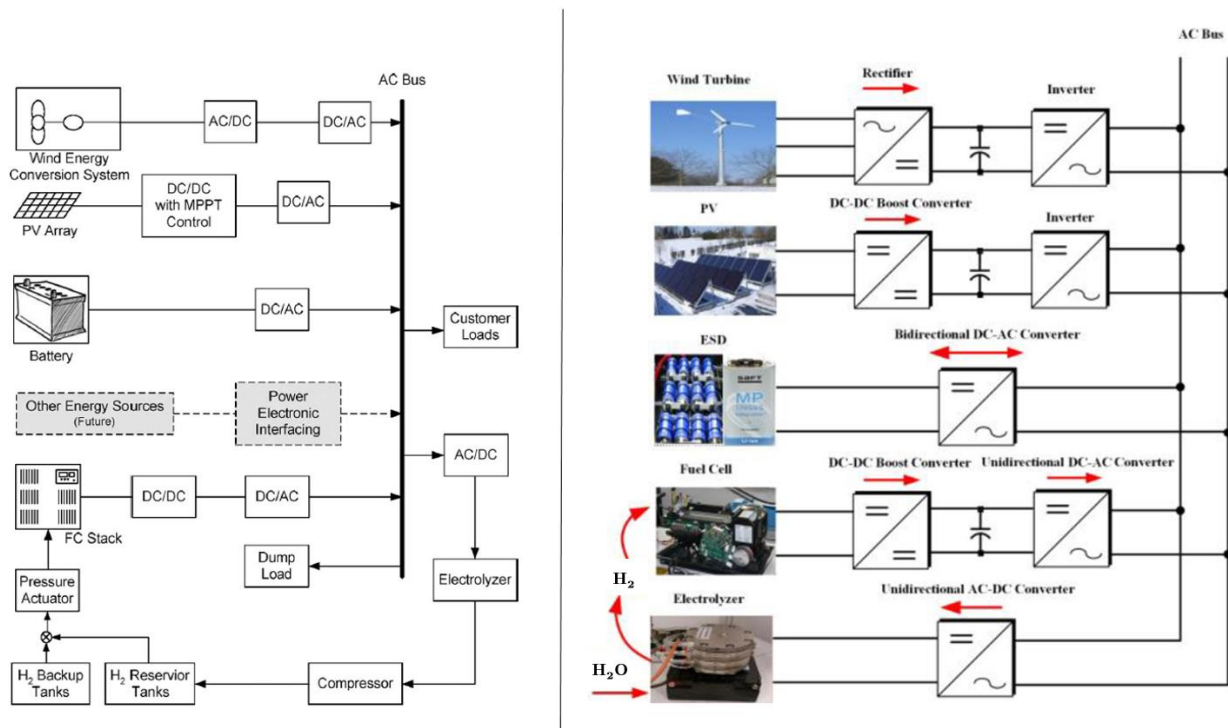 AC Bus
AC/DC
DC/AC
Wind Energy
Conversion System
DC/DC
with MPPT
Control
DC/AC
PV Array
DC/AC
Battery
Customer
Loads
Other Energy Sources
(Future)
Power
Electronic
Interfacing
AC/DC
DC/DC
DC/AC
FC Stack
Dump
Load
Electrolyzer
Pressure
Actuator
H₂ Backup
Tanks
H₂ Reservior
Tanks
Compressor
AC Bus
Wind Turbine
Rectifier
Inverter
PV
DC-DC Boost Converter
Inverter
ESD
Bidirectional DC-AC Converter
SAFT
MP
Fuel Cell
DC-DC Boost Converter
Unidirectional DC-AC Converter
H₂
Electrolyzer
Unidirectional AC-DC Converter
H₂O